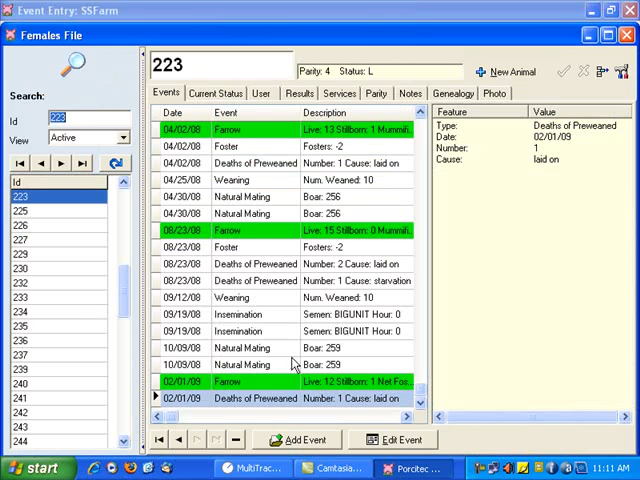 Event Entry: SSFarm
Females File
Search:
Id 223
View Active
Id
223
225
226
227
229
230
232
233
234
235
236
237
239
240
241
242
243
244
223
Parity: 4 Status: L
New Animal
Events Current Status User Results Services Parity Notes Genealogy Photo
Date Event Description
04/02/08 Farrow Live: 13 Stillborn: 1 Mummifi...
04/02/08 Foster Fosters: -2
04/02/08 Deaths of Preweaned Number: 1 Cause: laid on
04/25/08 Weaning Num. Weaned: 10
04/30/08 Natural Mating Boar: 256
04/30/08 Natural Mating Boar: 256
08/23/08 Farrow Live: 15 Stillborn: 0 Mummifi...
08/23/08 Foster Fosters: -2
08/23/08 Deaths of Preweaned Number: 2 Cause: laid on
08/23/08 Deaths of Preweaned Number: 1 Cause: starvation
09/12/08 Weaning Num. Weaned: 10
09/19/08 Insemination Semen: BIGUNIT Hour: 0
09/19/08 Insemination Semen: BIGUNIT Hour: 0
10/09/08 Natural Mating Boar: 259
10/09/08 Natural Mating Boar: 259
02/01/09 Farrow Live: 12 Stillborn: 1 Net Fos...
02/01/09 Deaths of Preweaned Number: 1 Cause: laid on
Add Event Edit Event
Feature Value
Type: Deaths of Preweaned
Date: 02/01/09
Number: 1
Cause: laid on
start MultiTrac... Camtasia... Porcitec ... 11:11 AM